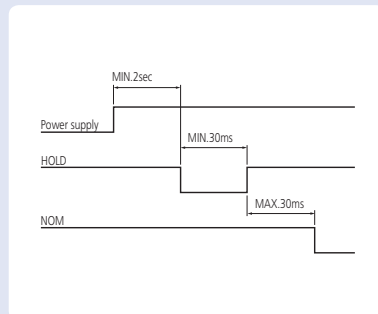 MIN.2sec
Power supply
MIN.30ms
HOLD
MAX.30ms
NOM